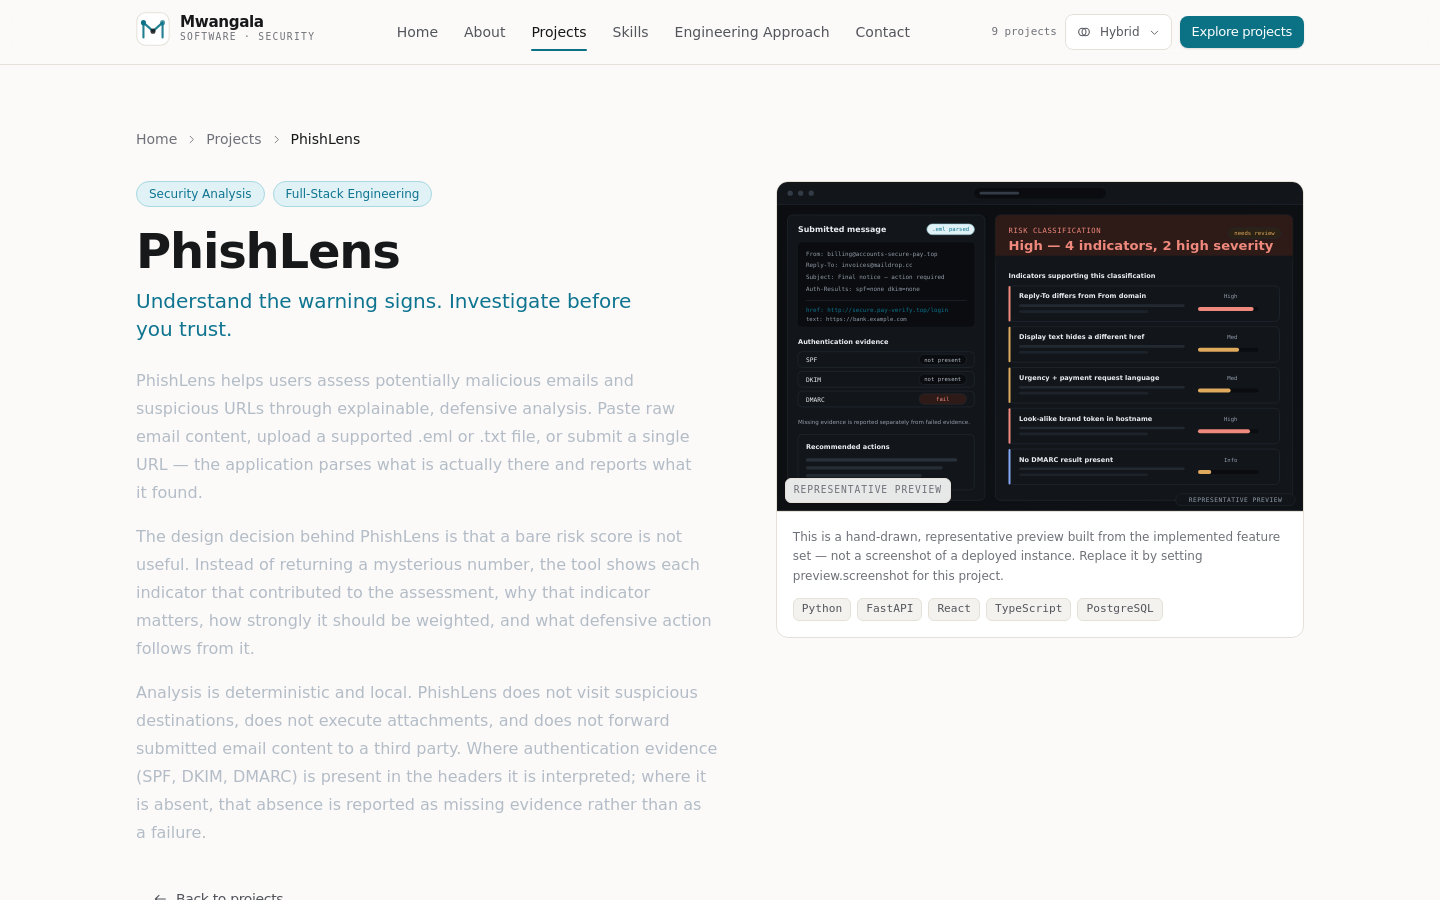 Mwangala
SOFTWARE · SECURITY
Home
About
Projects
Skills
Engineering Approach
Contact
9 projects
Hybrid
Explore projects
Home
Projects
PhishLens
Security Analysis
Full-Stack Engineering
PhishLens
Understand the warning signs. Investigate before
you trust.
PhishLens helps users assess potentially malicious emails and
suspicious URLs through explainable, defensive analysis. Paste raw
email content, upload a supported .eml or .txt file, or submit a single
URL — the application parses what is actually there and reports what
it found.
The design decision behind PhishLens is that a bare risk score is not
useful. Instead of returning a mysterious number, the tool shows each
indicator that contributed to the assessment, why that indicator
matters, how strongly it should be weighted, and what defensive action
follows from it.
Analysis is deterministic and local. PhishLens does not visit suspicious
destinations, does not execute attachments, and does not forward
submitted email content to a third party. Where authentication evidence
(SPF, DKIM, DMARC) is present in the headers it is interpreted; where it
is absent, that absence is reported as missing evidence rather than as
a failure.
Back to projects
Submitted message
.eml parsed
From: billing@accounts-secure-pay.top
Reply-To: invoices@maildrop.cc
Subject: Final notice — action required
Auth-Results: spf=none dkim=none
href: http://secure.pay-verify.top/login
text: https://bank.example.com
Authentication evidence
SPF
not present
DKIM
not present
DMARC
fail
Missing evidence is reported separately from failed evidence.
Recommended actions
REPRESENTATIVE PREVIEW
RISK CLASSIFICATION
needs review
High — 4 indicators, 2 high severity
Indicators supporting this classification
Reply-To differs from From domain
High
Display text hides a different href
Med
Urgency + payment request language
Med
Look-alike brand token in hostname
High
No DMARC result present
Info
REPRESENTATIVE PREVIEW
This is a hand-drawn, representative preview built from the implemented feature
set — not a screenshot of a deployed instance. Replace it by setting
preview.screenshot for this project.
Python
FastAPI
React
TypeScript
PostgreSQL